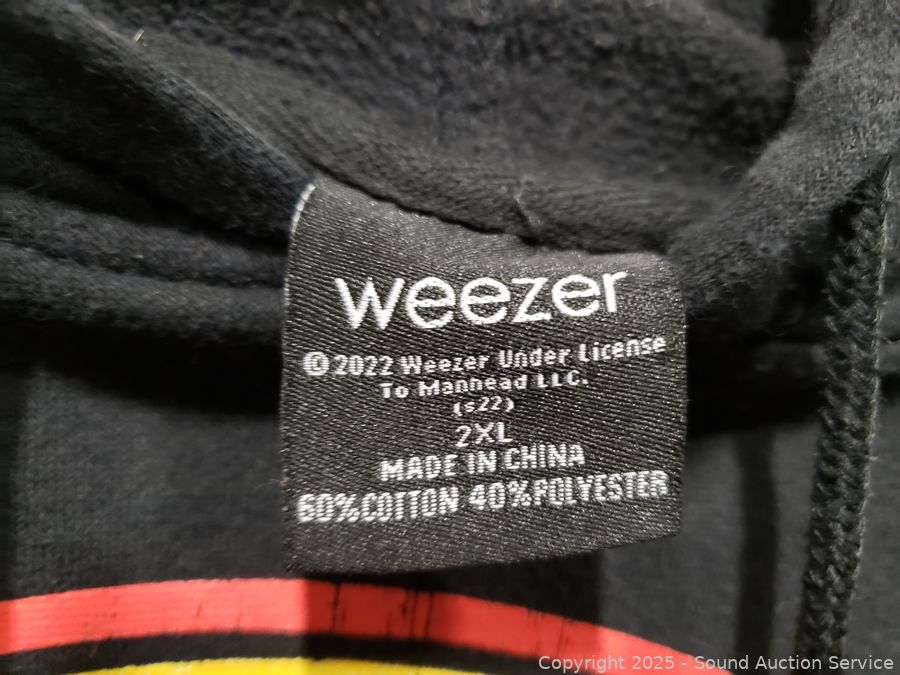 weezer
© 2022 Weezer Under License
To Manhead LLC.
(s22)
2XL
MADE IN CHINA
60%COTTON 40%POLYESTER
Copyright 2025 - Sound Auction Service